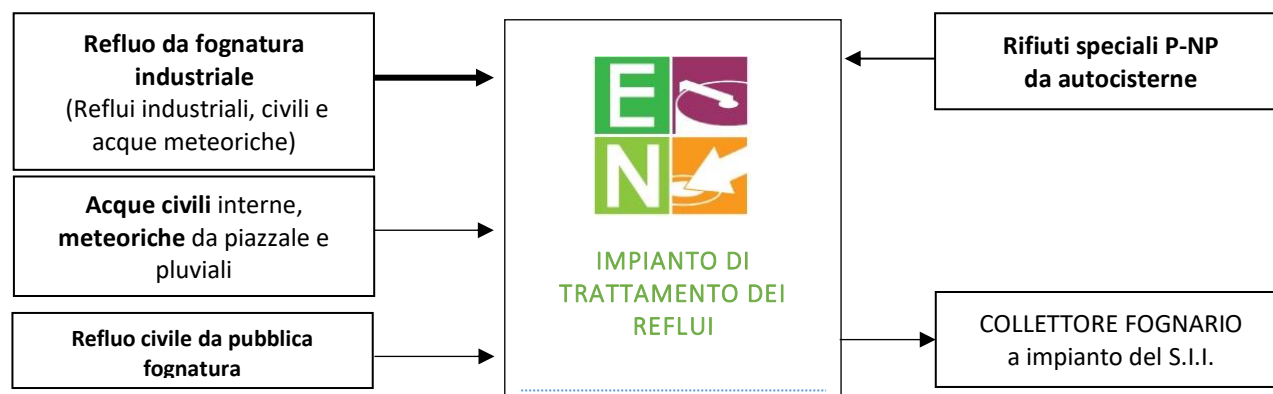 Refluo da fognatura
industriale
(Reflui industriali, civili e
acque meteoriche)
Acque civili interne,
meteoriche da piazzale e
pluviali
Refluo civile da pubblica
fognatura
E
N
IMPIANTO DI
TRATTAMENTO DEI
REFLUI
Rifiuti speciali P-NP
da autocisterne
COLLETTORE FOGNARIO
a impianto del S.I.I.